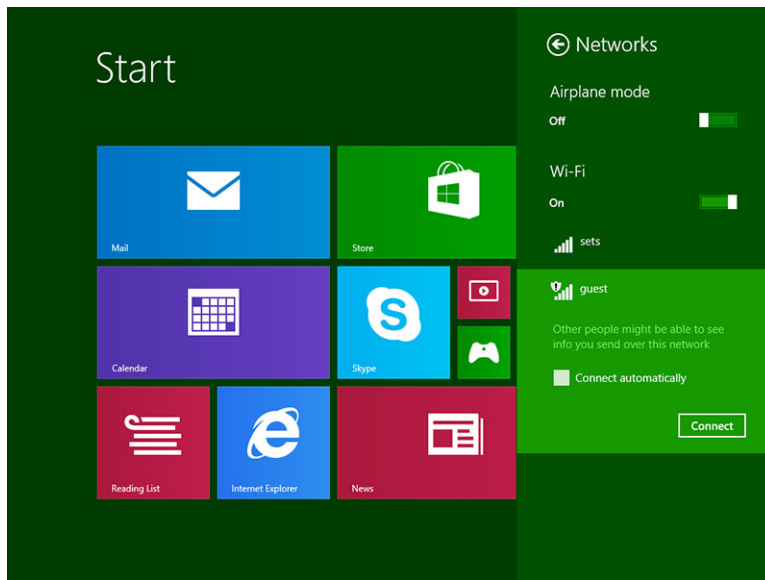 Start
Mail
Store
Calendar
Skype
Reading List
Internet Explorer
News
Networks
Airplane mode
Off
Wi-Fi
On
sets
guest
Other people might be able to see
info you send over this network
Connect automatically
Connect